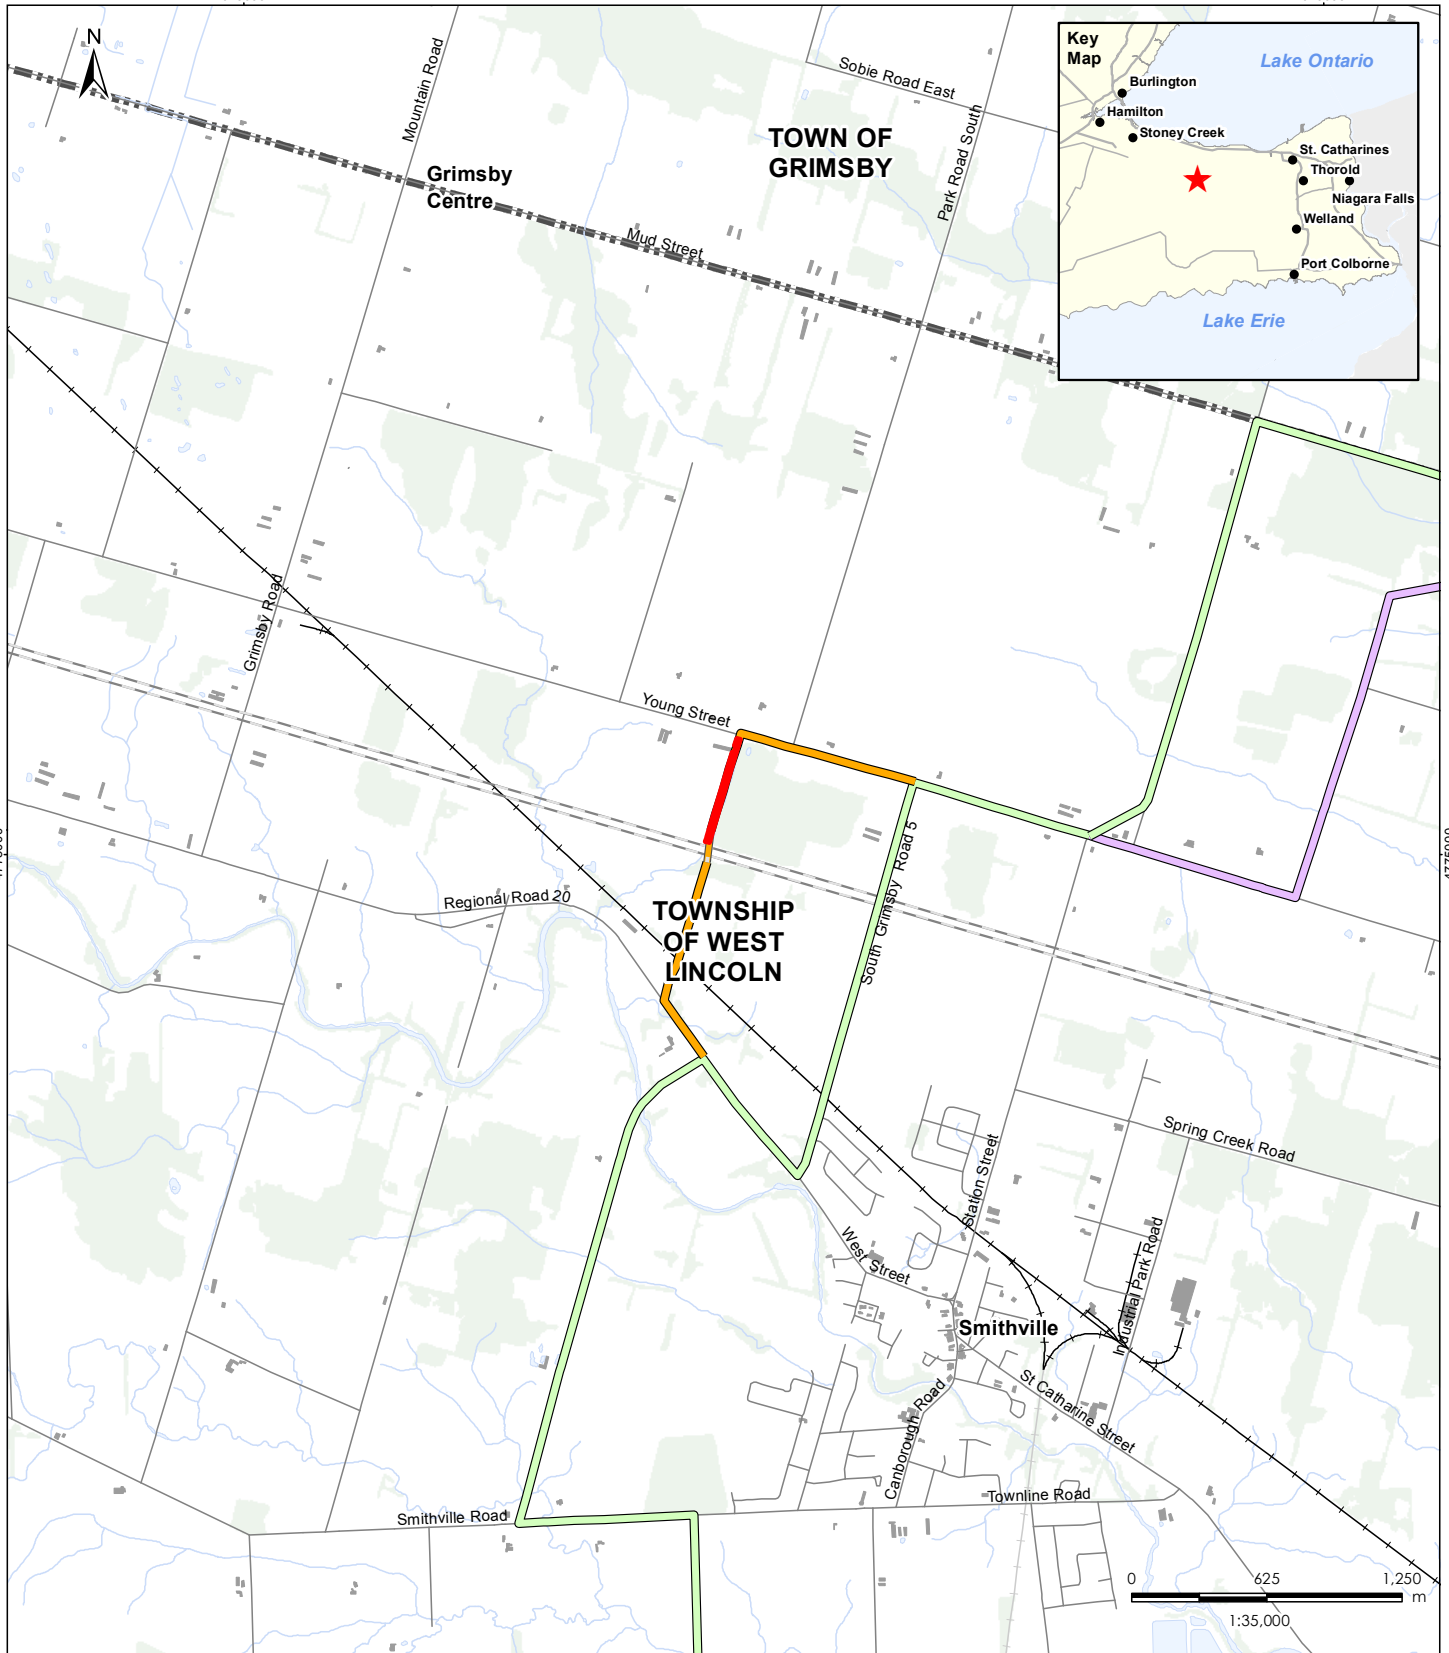 N
Mountain Road
Sobie Road East
Park Road South
TOWN OF
GRIMSBY
Grimsby
Centre
Mud Street
Key
Map
Lake Ontario
Burlington
Hamilton
Stoney Creek
St. Catharines
Thorold
Niagara Falls
Welland
Port Colborne
Lake Erie
Grimsby Road
Young Street
South Grimsby Road 5
Regional Road 20
TOWNSHIP
OF WEST
LINCOLN
4775000
Spring Creek Road
Station Street
West Street
Industrial Park Road
Smithville
St Catharine Street
Canborough Road
Townline Road
Smithville Road
0 625 1,250
m
1:35,000